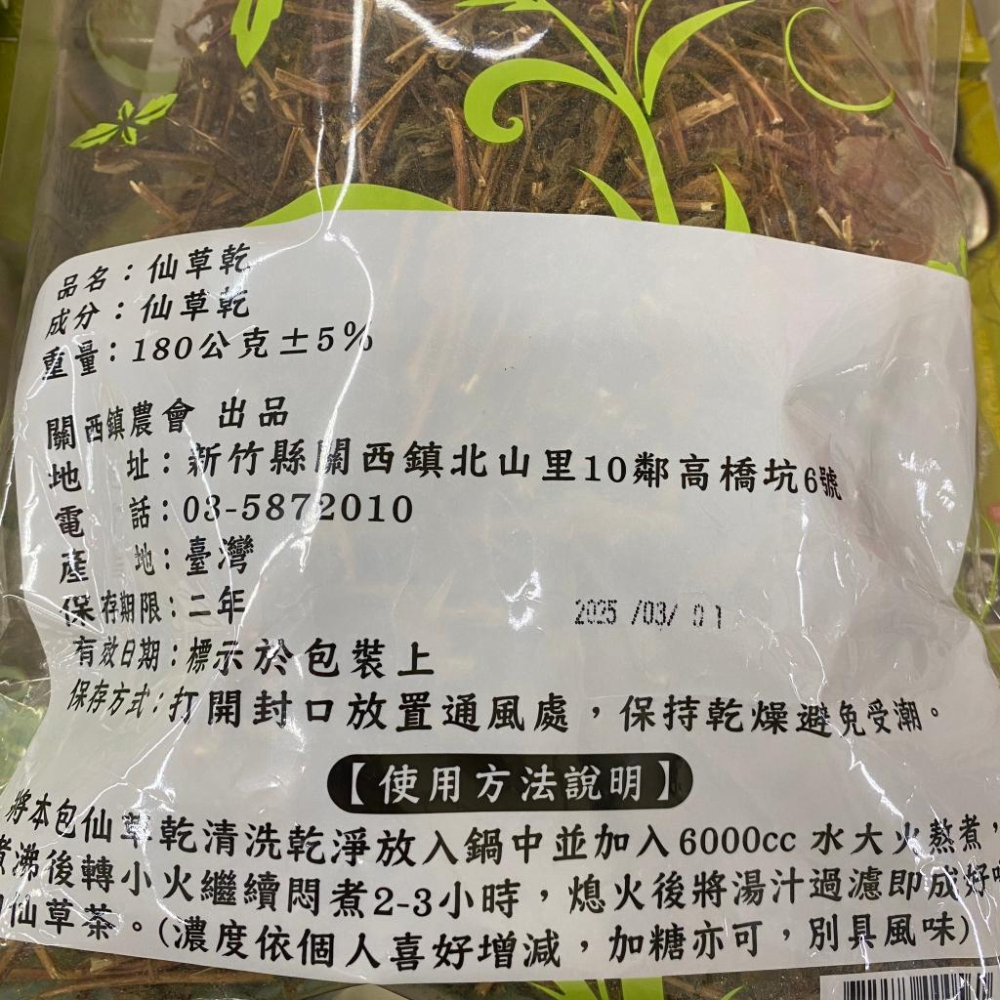 品名：仙草乾
成分：仙草乾
重量：180公克±5%
關西鎮農會 出品
地 址：新竹縣關西鎮北山里10鄰高橋坑6號
電 話：03-5872010
產 地：臺灣
保存期限：二年
2025 /03/ 01
有效日期：標示於包裝上
保存方式：打開封口放置通風處，保持乾燥避免受潮。
【使用方法說明】
將本包仙草乾清洗乾淨放入鍋中並加入6000cc 水大火熬煮，
煮沸後轉小火繼續悶煮2-3小時，熄火後將湯汁過濾即成好喝
仙草茶。(濃度依個人喜好增減，加糖亦可，別具風味)